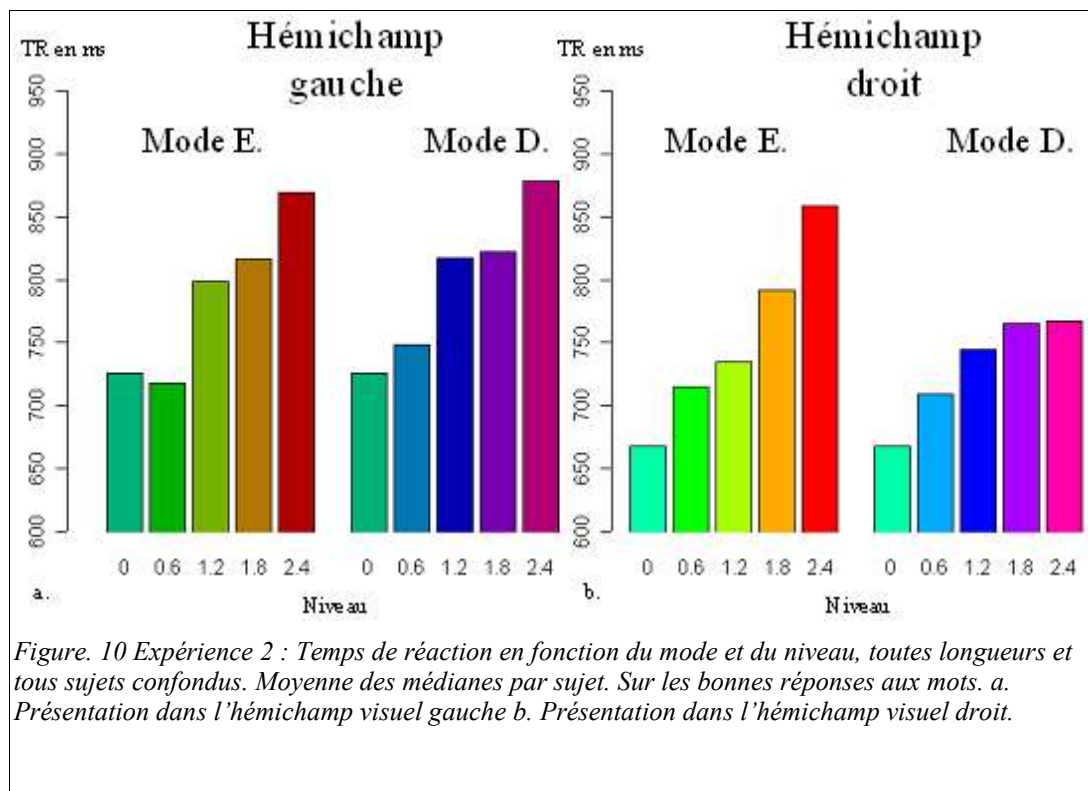 TR en ms
Hémichamp
gauche
Mode E.
Mode D.
950
900
850
800
750
700
650
600
0 0.6 1.2 1.8 2.4
0 0.6 1.2 1.8 2.4
a.
Niveau
TR en ms
Hémichamp
droit
Mode E.
Mode D.
950
900
850
800
750
700
650
600
0 0.6 1.2 1.8 2.4
0 0.6 1.2 1.8 2.4
b.
Niveau
Figure. 10 Expérience 2 : Temps de réaction en fonction du mode et du niveau, toutes longueurs et
tous sujets confondus. Moyenne des médianes par sujet. Sur les bonnes réponses aux mots. a.
Présentation dans l’hémichamp visuel gauche b. Présentation dans l’hémichamp visuel droit.